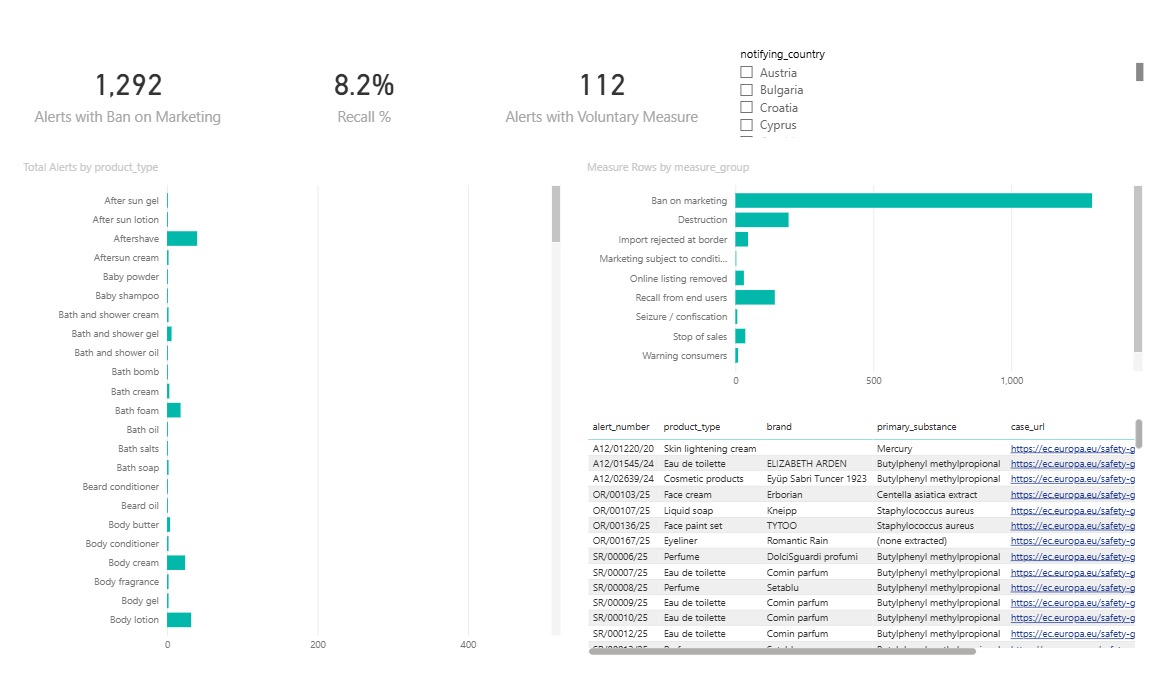 notifying_country
Austria
Bulgaria
Croatia
Cyprus
1,292
Alerts with Ban on Marketing
8.2%
Recall %
112
Alerts with Voluntary Measure
Total Alerts by product_type
After sun gel
After sun lotion
Aftershave
Aftersun cream
Baby powder
Baby shampoo
Bath and shower cream
Bath and shower gel
Bath and shower oil
Bath bomb
Bath cream
Bath foam
Bath oil
Bath salts
Bath soap
Beard conditioner
Beard oil
Body butter
Body conditioner
Body cream
Body fragrance
Body gel
Body lotion
0 200 400
Measure Rows by measure_group
Ban on marketing
Destruction
Import rejected at border
Marketing subject to conditi...
Online listing removed
Recall from end users
Seizure / confiscation
Stop of sales
Warning consumers
0 500 1,000
alert_number product_type brand primary_substance case_url
A12/01220/20 Skin lightening cream Mercury https://ec.europa.eu/safety-g
A12/01545/24 Eau de toilette ELIZABETH ARDEN Butylphenyl methylpropional https://ec.europa.eu/safety-g
A12/02639/24 Cosmetic products Eyüp Sabri Tuncer 1923 Butylphenyl methylpropional https://ec.europa.eu/safety-g
OR/00103/25 Face cream Erborian Centella asiatica extract https://ec.europa.eu/safety-g
OR/00107/25 Liquid soap Kneipp Staphylococcus aureus https://ec.europa.eu/safety-g
OR/00136/25 Face paint set TYTOO Staphylococcus aureus https://ec.europa.eu/safety-g
OR/00167/25 Eyeliner Romantic Rain (none extracted) https://ec.europa.eu/safety-g
SR/00006/25 Perfume DolciSguardi profumi Butylphenyl methylpropional https://ec.europa.eu/safety-g
SR/00007/25 Eau de toilette Comin parfum Butylphenyl methylpropional https://ec.europa.eu/safety-g
SR/00008/25 Perfume Setablu Butylphenyl methylpropional https://ec.europa.eu/safety-g
SR/00009/25 Eau de toilette Comin parfum Butylphenyl methylpropional https://ec.europa.eu/safety-g
SR/00010/25 Eau de toilette Comin parfum Butylphenyl methylpropional https://ec.europa.eu/safety-g
SR/00012/25 Eau de toilette Comin parfum Butylphenyl methylpropional https://ec.europa.eu/safety-g